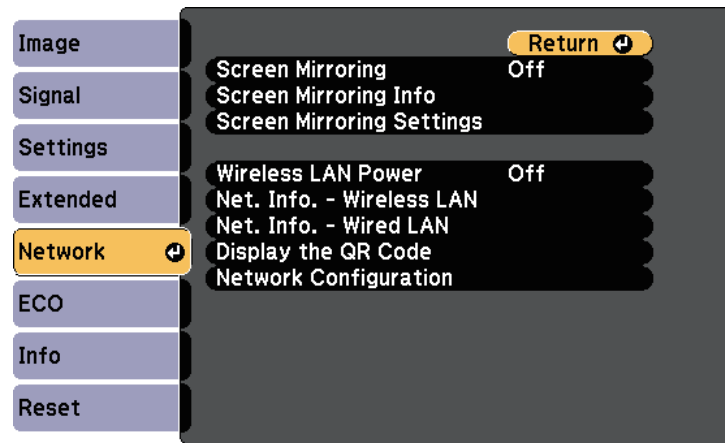 Image
Signal
Settings
Extended
Network
ECO
Info
Reset
Return
Screen Mirroring Off
Screen Mirroring Info
Screen Mirroring Settings
Wireless LAN Power Off
Net. Info. - Wireless LAN
Net. Info. - Wired LAN
Display the QR Code
Network Configuration